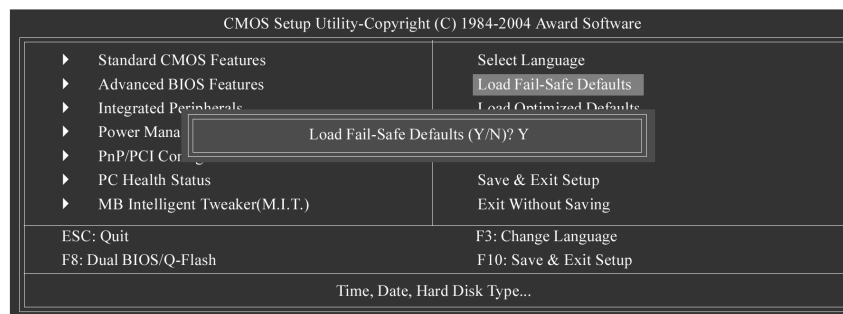 CMOS Setup Utility-Copyright (C) 1984-2004 Award Software
Standard CMOS Features
Advanced BIOS Features
Integrated Peripherals
Power Mana
PnP/PCI
PC Health Status
MB Intelligent Tweaker(M.I.T.)
Select Language
Load Fail-Safe Defaults
Load Optimized Defaults
Load Fail-Safe Defaults (Y/N)? Y
Save & Exit Setup
Exit Without Saving
ESC: Quit
F3: Change Language
F8: Dual BIOS/Q-Flash
F10: Save & Exit Setup
Time, Date, Hard Disk Type...